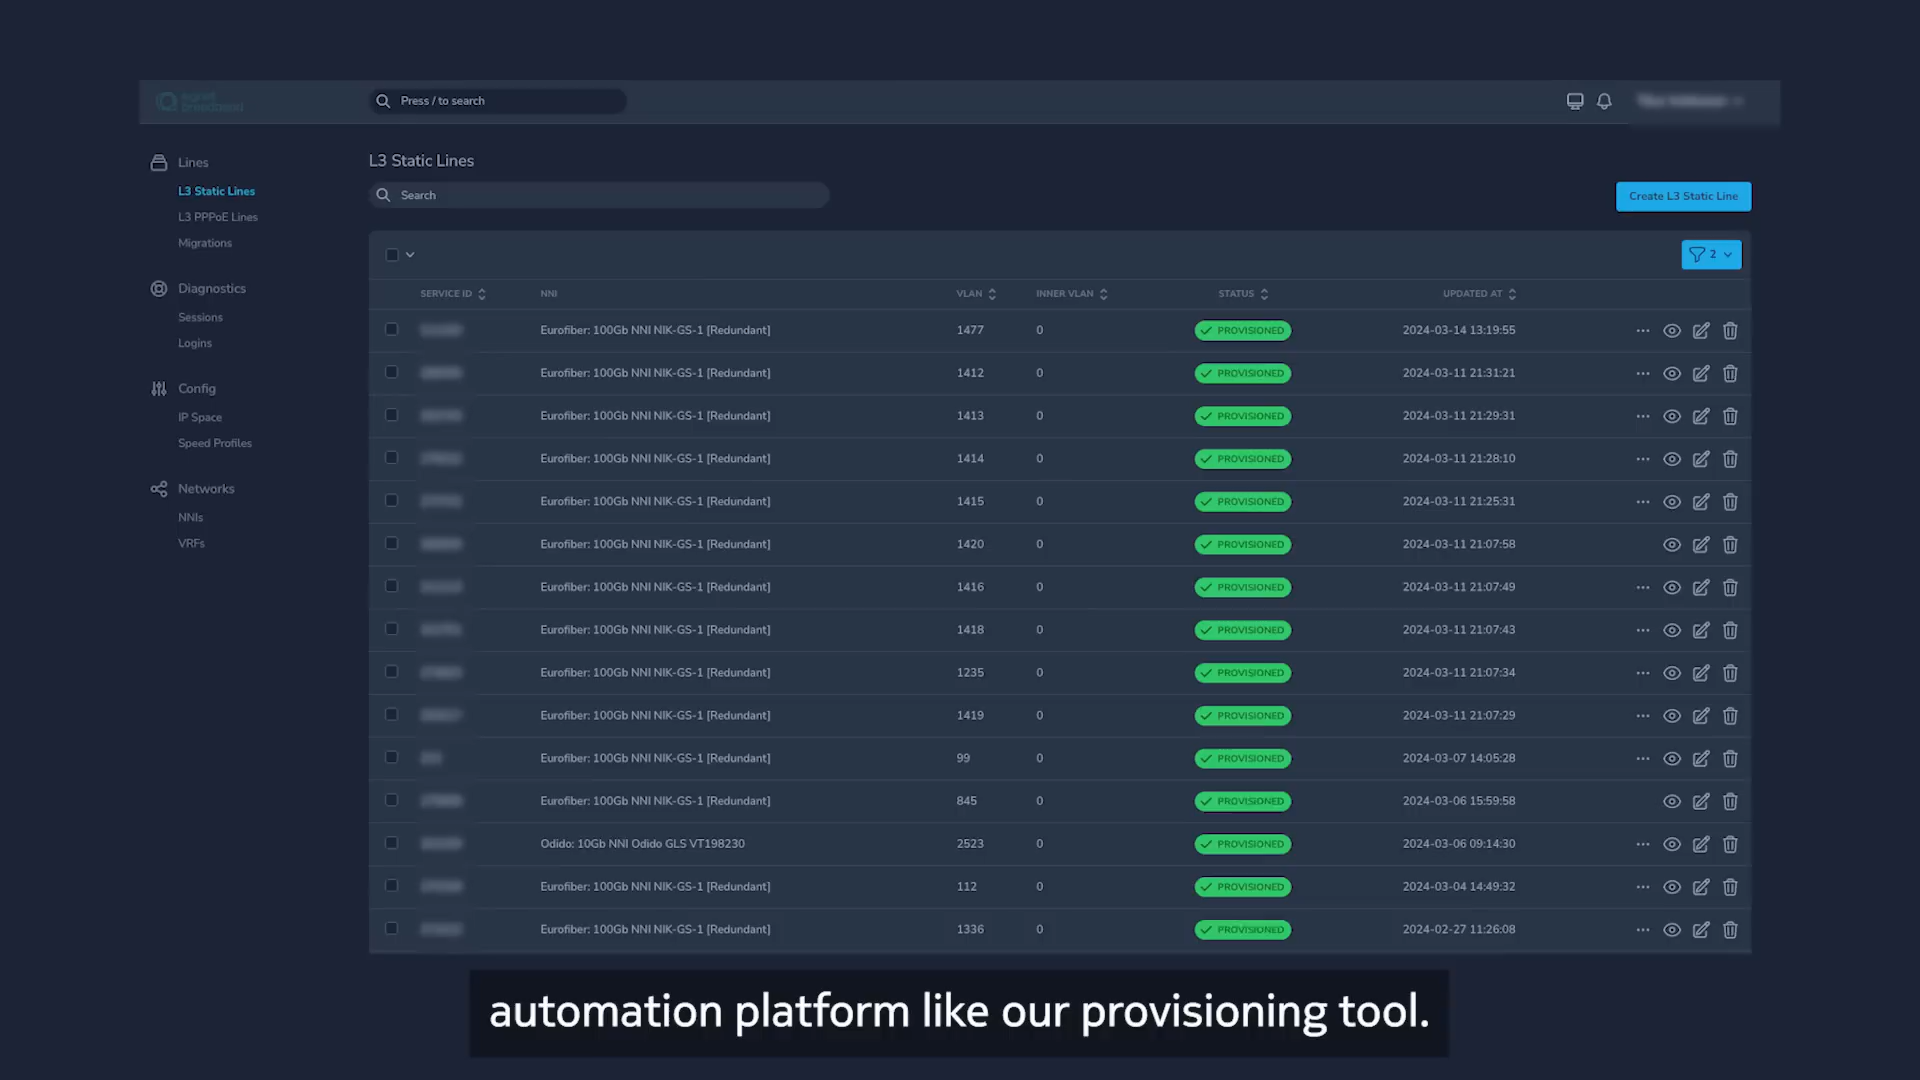 Press / to search
Lines
L3 Static Lines
L3 PPPoE Lines
Migrations
Diagnostics
Sessions
Logins
Config
IP Space
Speed Profiles
Networks
NNIs
VRFs
L3 Static Lines
Search
Create L3 Static Line
2
SERVICE ID NNI VLAN INNER VLAN STATUS UPDATED AT
Eurofiber: 100Gb NNI NIK-GS-1 [Redundant] 1477 0 PROVISIONED 2024-03-14 13:19:55
Eurofiber: 100Gb NNI NIK-GS-1 [Redundant] 1412 0 PROVISIONED 2024-03-11 21:31:21
Eurofiber: 100Gb NNI NIK-GS-1 [Redundant] 1413 0 PROVISIONED 2024-03-11 21:29:31
Eurofiber: 100Gb NNI NIK-GS-1 [Redundant] 1414 0 PROVISIONED 2024-03-11 21:28:10
Eurofiber: 100Gb NNI NIK-GS-1 [Redundant] 1415 0 PROVISIONED 2024-03-11 21:25:31
Eurofiber: 100Gb NNI NIK-GS-1 [Redundant] 1420 0 PROVISIONED 2024-03-11 21:07:58
Eurofiber: 100Gb NNI NIK-GS-1 [Redundant] 1416 0 PROVISIONED 2024-03-11 21:07:49
Eurofiber: 100Gb NNI NIK-GS-1 [Redundant] 1418 0 PROVISIONED 2024-03-11 21:07:43
Eurofiber: 100Gb NNI NIK-GS-1 [Redundant] 1235 0 PROVISIONED 2024-03-11 21:07:34
Eurofiber: 100Gb NNI NIK-GS-1 [Redundant] 1419 0 PROVISIONED 2024-03-11 21:07:29
Eurofiber: 100Gb NNI NIK-GS-1 [Redundant] 99 0 PROVISIONED 2024-03-07 14:05:28
Eurofiber: 100Gb NNI NIK-GS-1 [Redundant] 845 0 PROVISIONED 2024-03-06 15:59:58
Odido: 10Gb NNI Odido GLS VT198230 2523 0 PROVISIONED 2024-03-06 09:14:30
Eurofiber: 100Gb NNI NIK-GS-1 [Redundant] 112 0 PROVISIONED 2024-03-04 14:49:32
Eurofiber: 100Gb NNI NIK-GS-1 [Redundant] 1336 0 PROVISIONED 2024-02-27 11:26:08
automation platform like our provisioning tool.